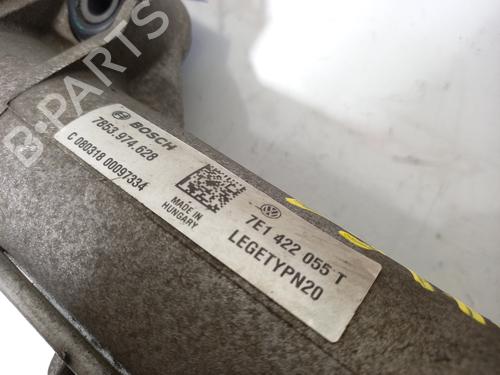 B-PARTS
BOSCH
7853.974.628
C 080318 00097334
MADE IN
HUNGARY
7E1 422 055 T
LEGETYPN20